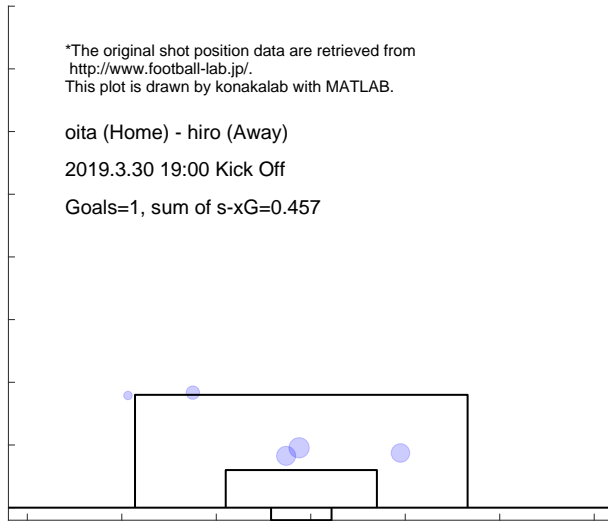 *The original shot position data are retrieved from
http://www.football-lab.jp/.
This plot is drawn by konakalab with MATLAB.
oita (Home) - hiro (Away)
2019.3.30 19:00 Kick Off
Goals=1, sum of s-xG=0.457